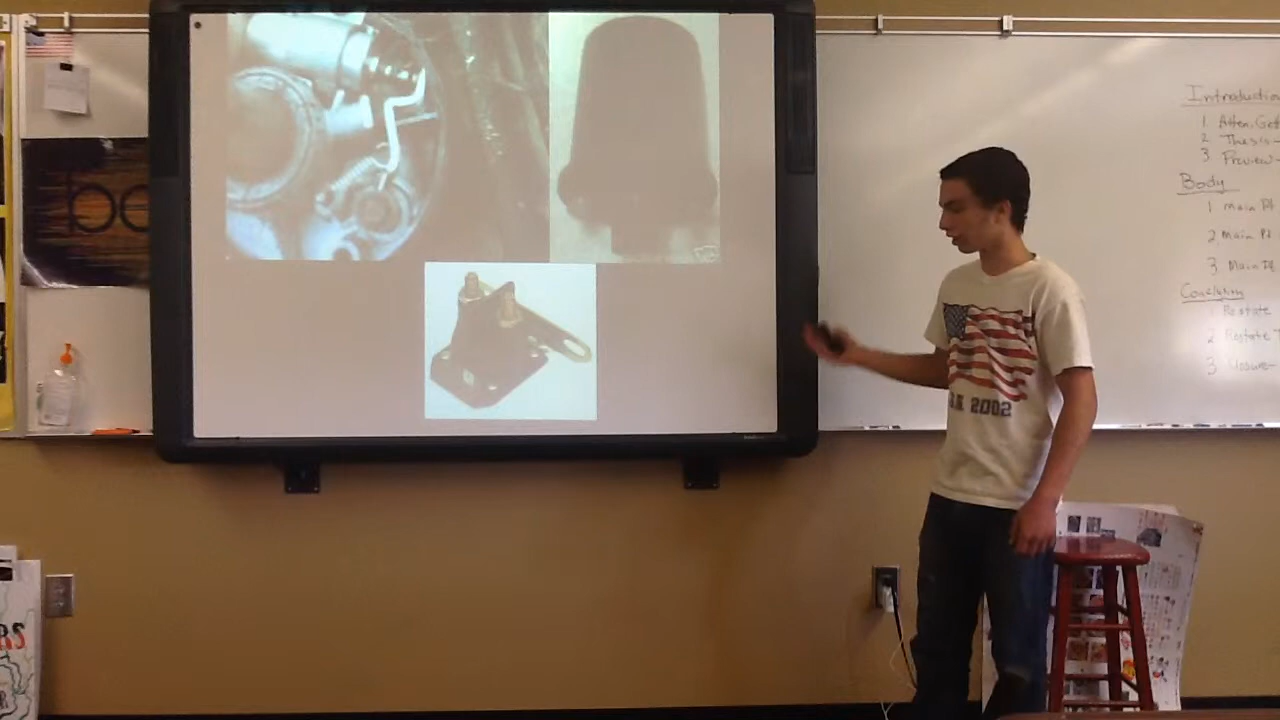 Introduction
1. Atten. Get
2 Thesis-
3 Preview-
Body
1 Main Pt
2. Main Pt
3. Main Pt
Conclusion
Restate
2 Restate T
3 Closure-
2002